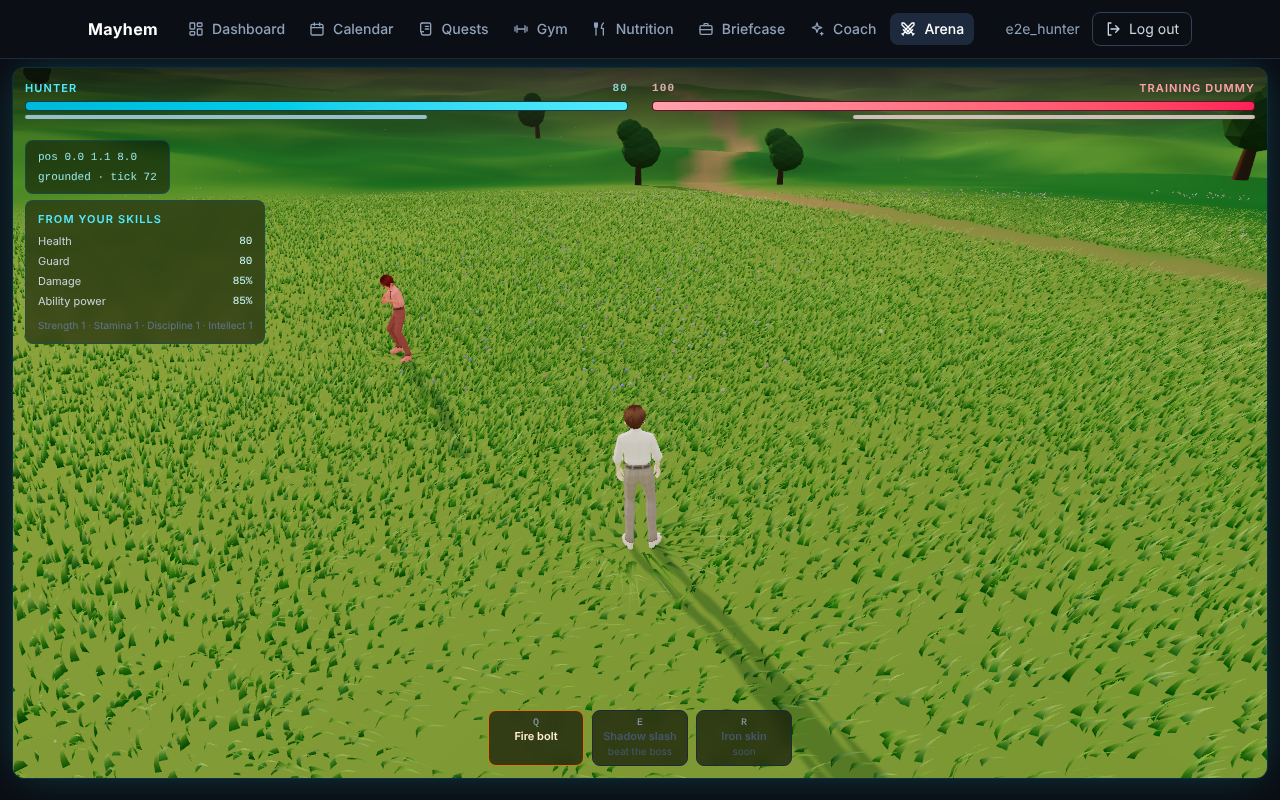 Mayhem Dashboard Calendar Quests Gym Nutrition Briefcase Coach Arena e2e_hunter Log out
HUNTER 80 100 TRAINING DUMMY
pos 0.0 1.1 8.0
grounded · tick 72
FROM YOUR SKILLS
Health 80
Guard 80
Damage 85%
Ability power 85%
Strength 1 · Stamina 1 · Discipline 1 · Intellect 1
Q E R
Fire bolt Shadow slash Iron skin
beat the boss soon